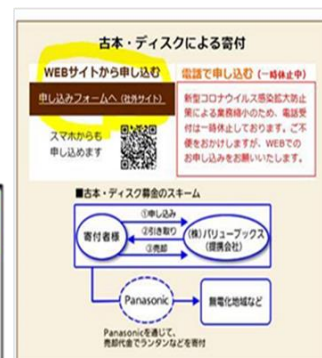 古本・ディスクによる寄付
WEBサイトから申し込む
申し込みフォームへ（社外サイト）
スマホからも
申し込めます
電話で申し込む（一時休止中）
新型コロナウイルス感染拡大防止
策による業務縮小のため、電話受
付は一時休止しております。ご不
便をおかけしますが、WEBでの
お申し込みをお願いいたします。
■古本・ディスク募金のスキーム
①申し込み
寄付者様
②引き取り
(株)バリューブックス
(提携会社)
③売却
Panasonic
無電化地域など
Panasonicを通じて、
売却代金でランタンなどを寄付